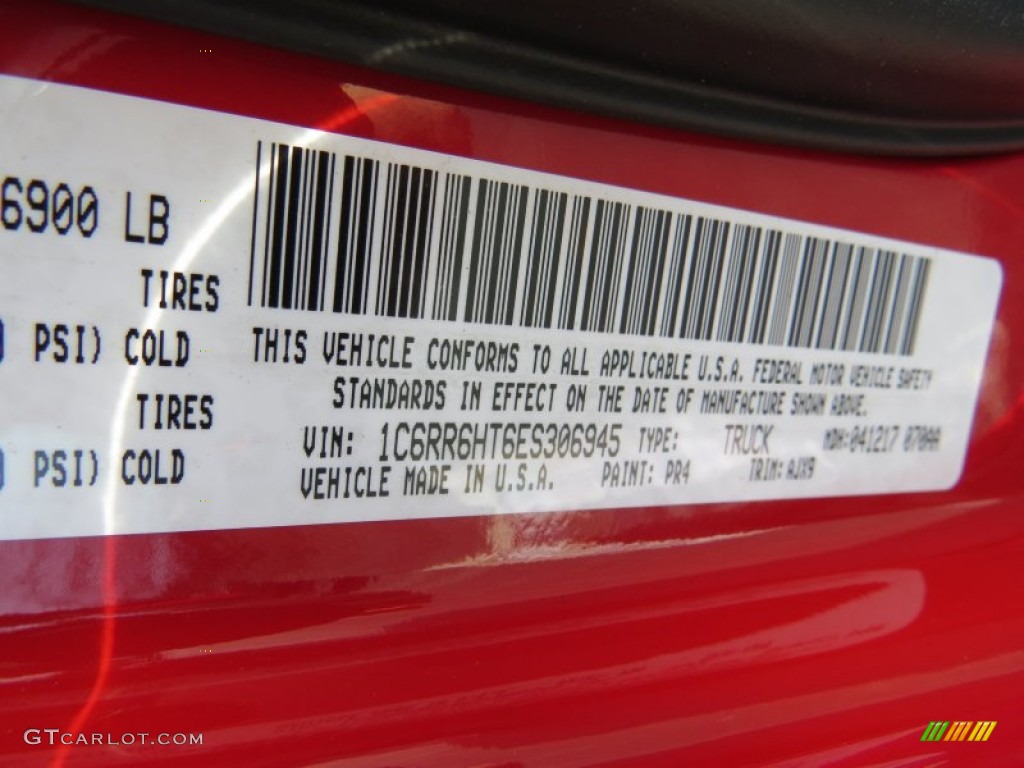 6900 LB
TIRES
PSI) COLD
TIRES
PSI) COLD
THIS VEHICLE CONFORMS TO ALL APPLICABLE U.S.A. FEDERAL MOTOR VEHICLE SAFETY
STANDARDS IN EFFECT ON THE DATE OF MANUFACTURE SHOWN ABOVE.
VIN: 1C6RR6HT6ES306945 TYPE: TRUCK MDH:041217 070AA
VEHICLE MADE IN U.S.A. PAINT: PR4 TRIM:AJX9
GTCARLOT.COM